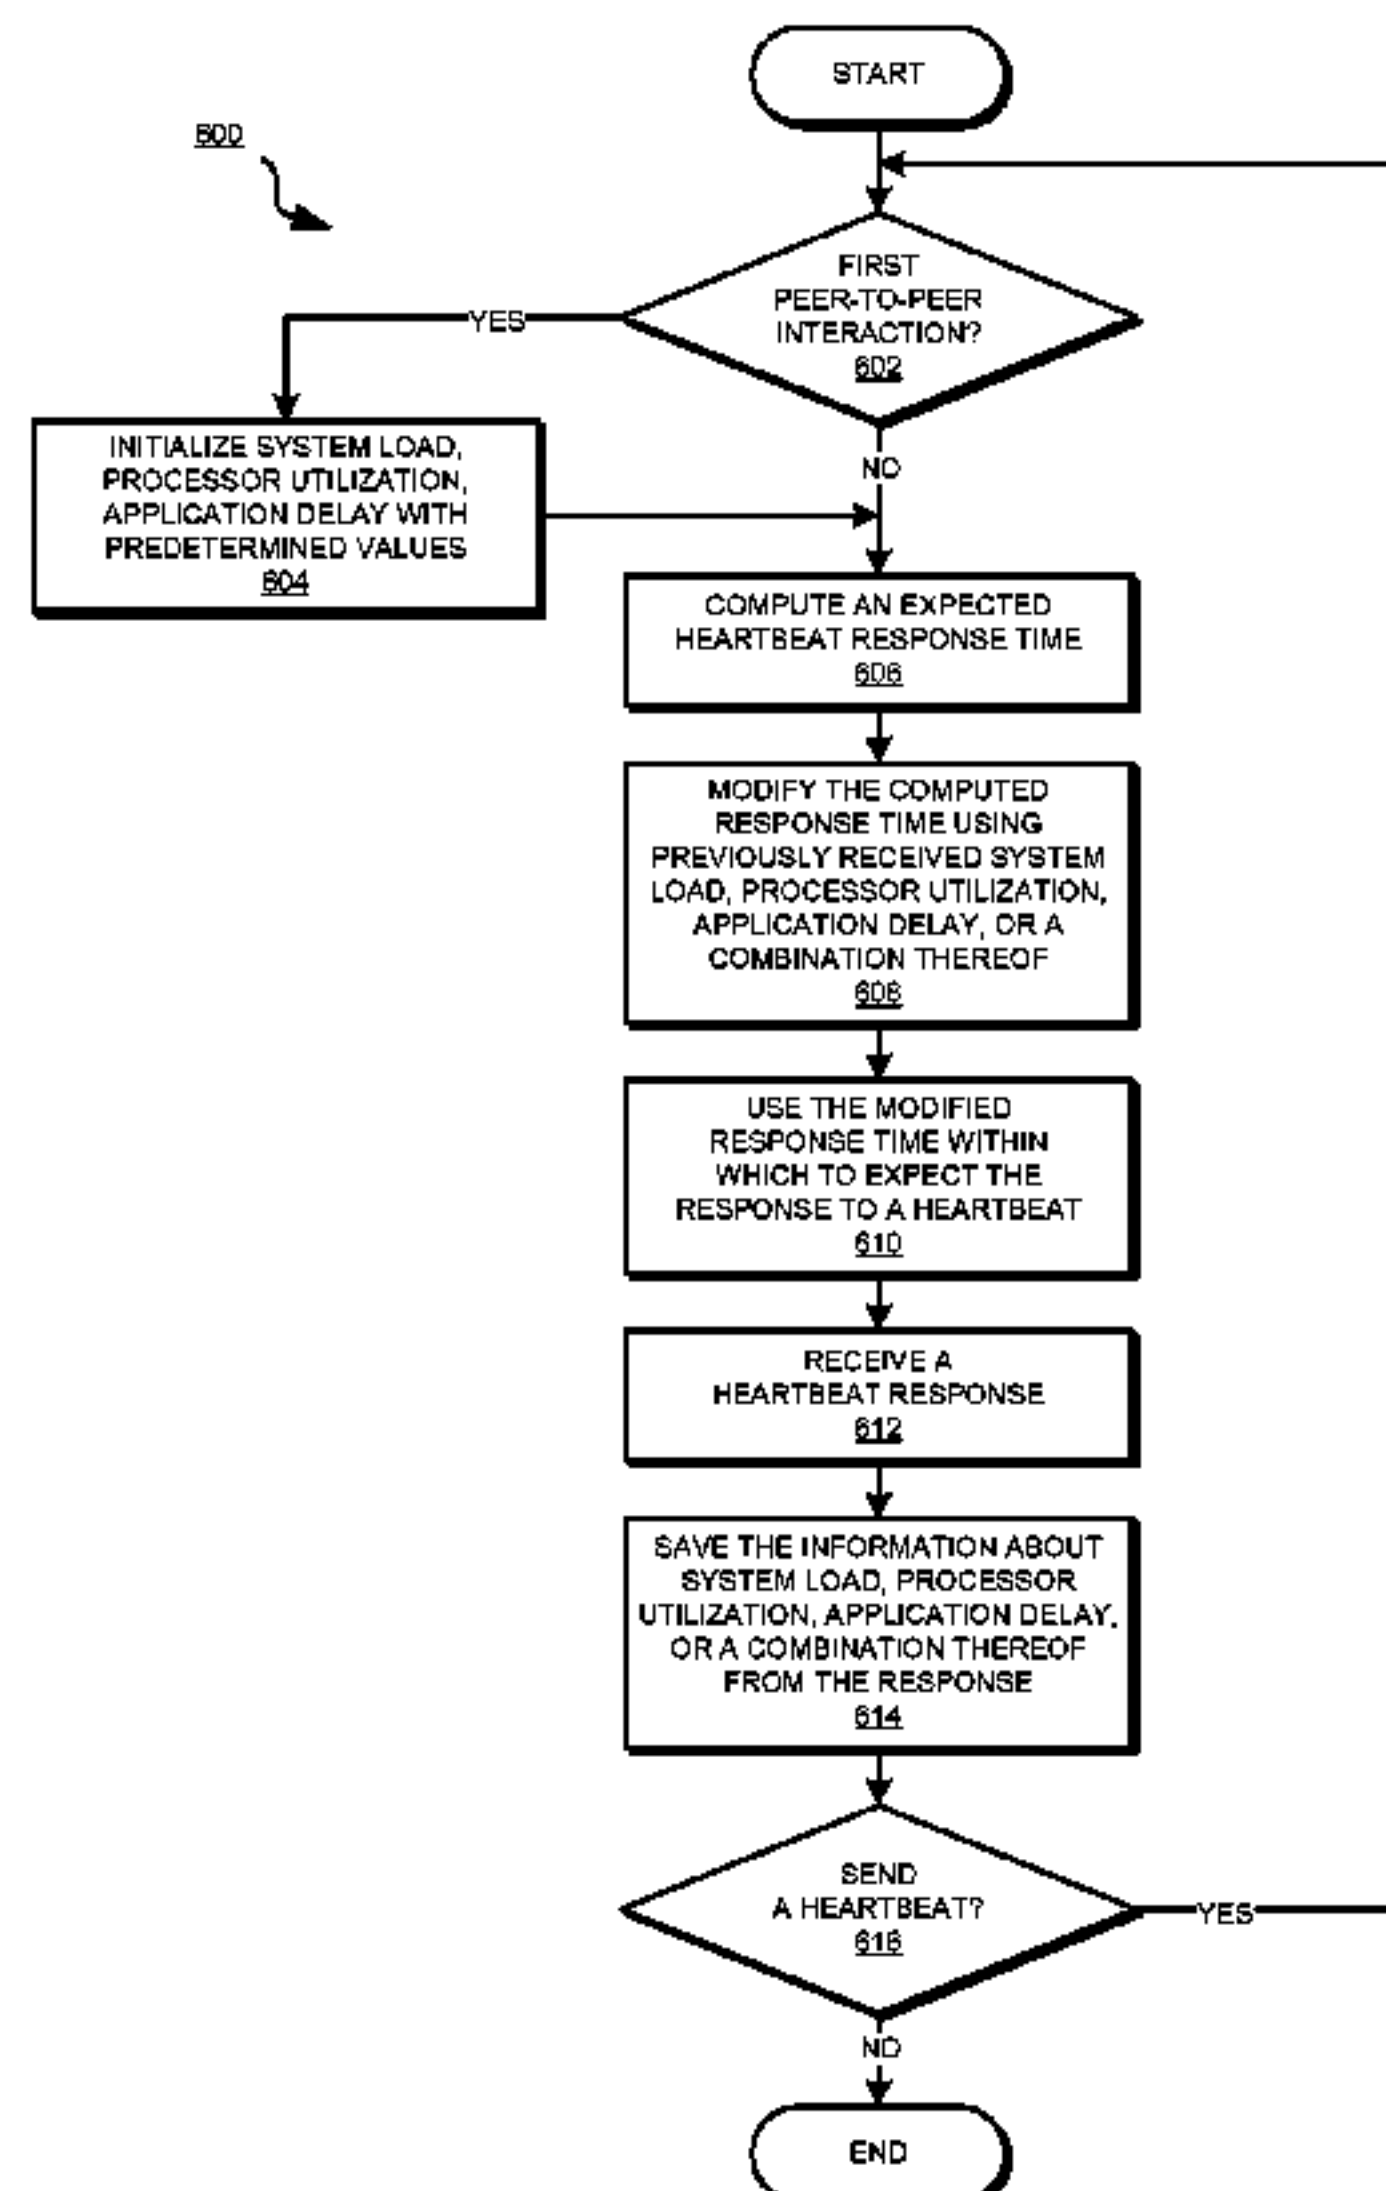 START
600
FIRST
PEER-TO-PEER
INTERACTION?
602
YES
NO
INITIALIZE SYSTEM LOAD,
PROCESSOR UTILIZATION,
APPLICATION DELAY WITH
PREDETERMINED VALUES
604
COMPUTE AN EXPECTED
HEARTBEAT RESPONSE TIME
606
MODIFY THE COMPUTED
RESPONSE TIME USING
PREVIOUSLY RECEIVED SYSTEM
LOAD, PROCESSOR UTILIZATION,
APPLICATION DELAY, OR A
COMBINATION THEREOF
608
USE THE MODIFIED
RESPONSE TIME WITHIN
WHICH TO EXPECT THE
RESPONSE TO A HEARTBEAT
610
RECEIVE A
HEARTBEAT RESPONSE
612
SAVE THE INFORMATION ABOUT
SYSTEM LOAD, PROCESSOR
UTILIZATION, APPLICATION DELAY,
OR A COMBINATION THEREOF
FROM THE RESPONSE
614
SEND
A HEARTBEAT?
616
YES
NO
END